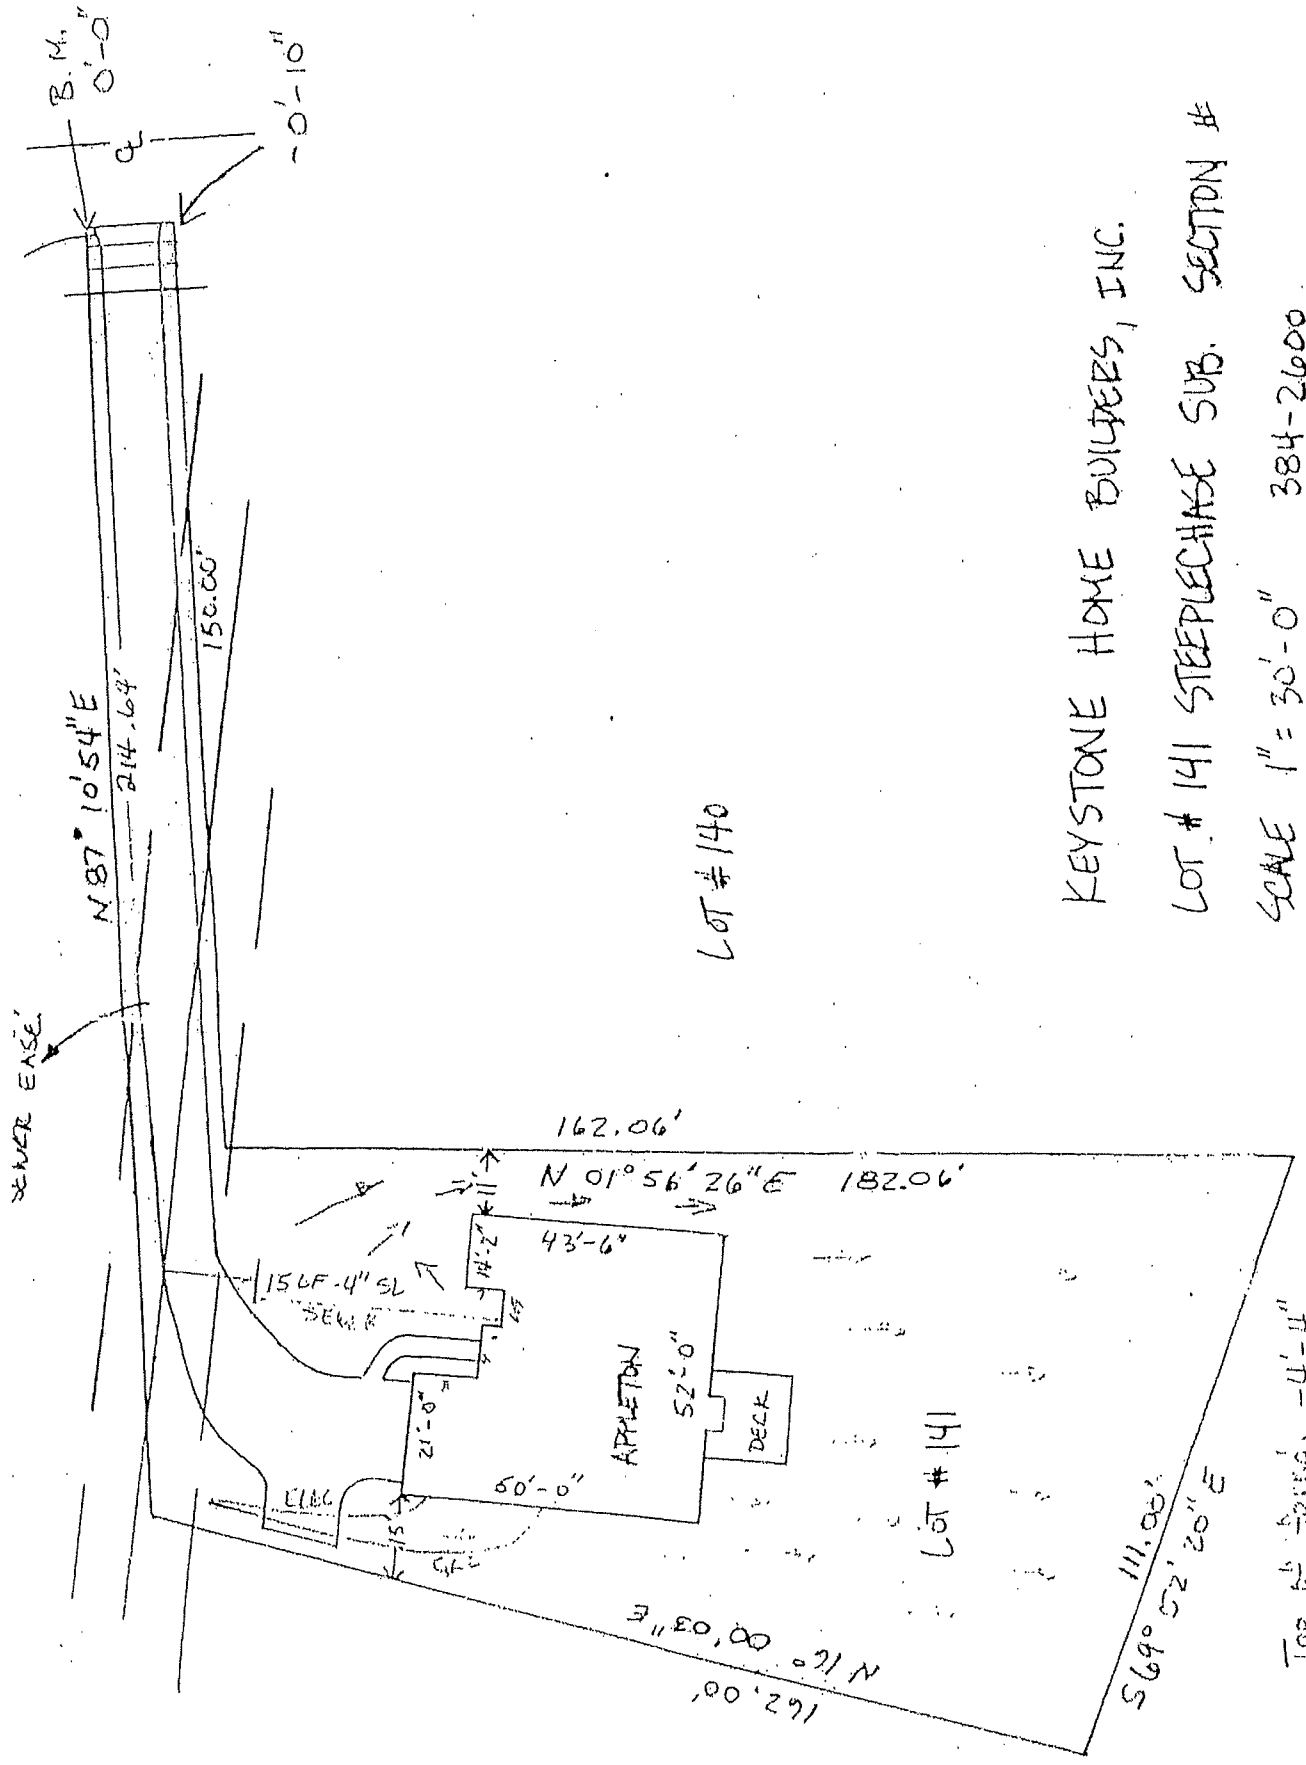 B.M.
0'-0"
℄
-0'-10"
N 87° 10' 54" E
214.64'
150.00'
EASE.
162.06'
N 01° 56' 26" E 182.06'
11'
15 LF-4" SL
SEWER
14'-2"
43'-6"
21'-0"
ELEC
15'
50'-0"
APPLETON
52'-0"
DECK
LOT #140
LOT #141
N 16° 00' 03" E
162.00'
111.00'
S 69° 52' 20" E
KEYSTONE HOME BUILDERS, INC.
LOT #141 STEEPLECHASE SUB. SECTION #
SCALE 1" = 30'-0" 384-2600
-4'-11"